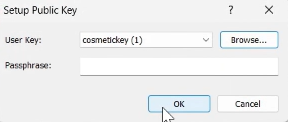 Setup Public Key
User Key: cosmetickey (1) Browse...
Passphrase:
OK Cancel